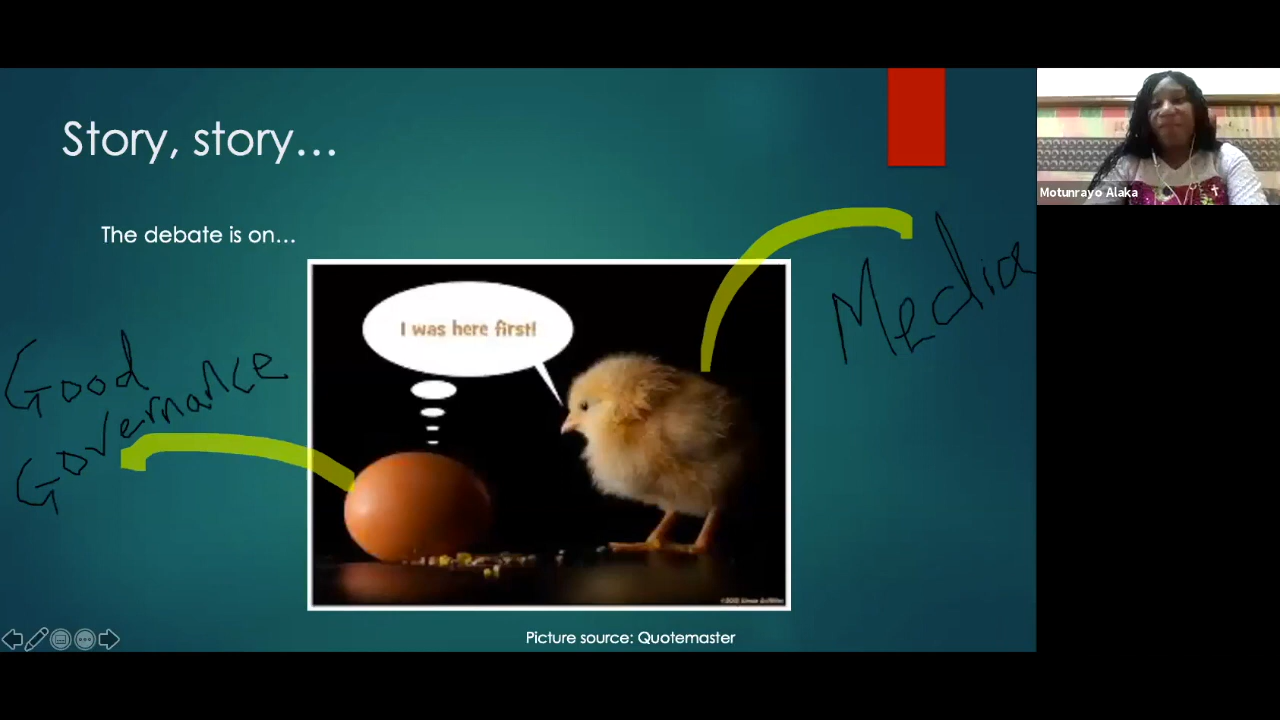 Story, story...
Motunrayo Alaka
The debate is on...
Media
I was here first!
Good
Governance
Picture source: Quotemaster